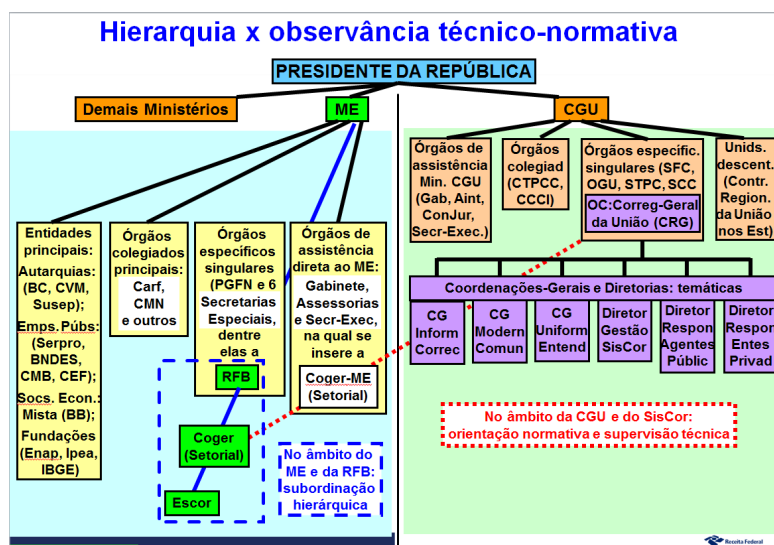 Hierarquia x observância técnico-normativa
PRESIDENTE DA REPÚBLICA
Demais Ministérios
ME
CGU
Entidades
principais:
Autarquias:
(BC, CVM,
Susep);
Emps. Púbs:
(Serpro,
BNDES,
CMB, CEF);
Socs. Econ.:
Mista (BB);
Fundações
(Enap, Ipea,
IBGE)
Órgãos
colegiados
principais:
Carf,
CMN
e outros
Órgãos
específicos
singulares
(PGFN e 6
Secretarias
Especiais,
dentre
elas a
RFB
Coger
(Setorial)
Escor
Órgãos de
assistência
direta ao ME:
Gabinete,
Assessorias
e Secr-Exec,
na qual se
insere a
Coger-ME
(Setorial)
No âmbito do
ME e da RFB:
subordinação
hierárquica
Órgãos de
assistência
Min. CGU
(Gab, Aint,
ConJur,
Secr-Exec.)
Órgãos
colegiad
(CTPCC,
CCCI)
Órgãos específic.
singulares (SFC,
OGU, STPC, SCC
OC:Correg-Geral
da União (CRG)
Unids.
descent.
(Contr.
Region.
da União
nos Est)
Coordenações-Gerais e Diretorias: temáticas
CG
Inform
Correc
CG
Modern
Comun
CG
Uniform
Entend
Diretor
Gestão
SisCor
Diretor
Respon
Agentes
Públic
Diretor
Respon
Entes
Privad
No âmbito da CGU e do SisCor:
orientação normativa e supervisão técnica
Receita Federal